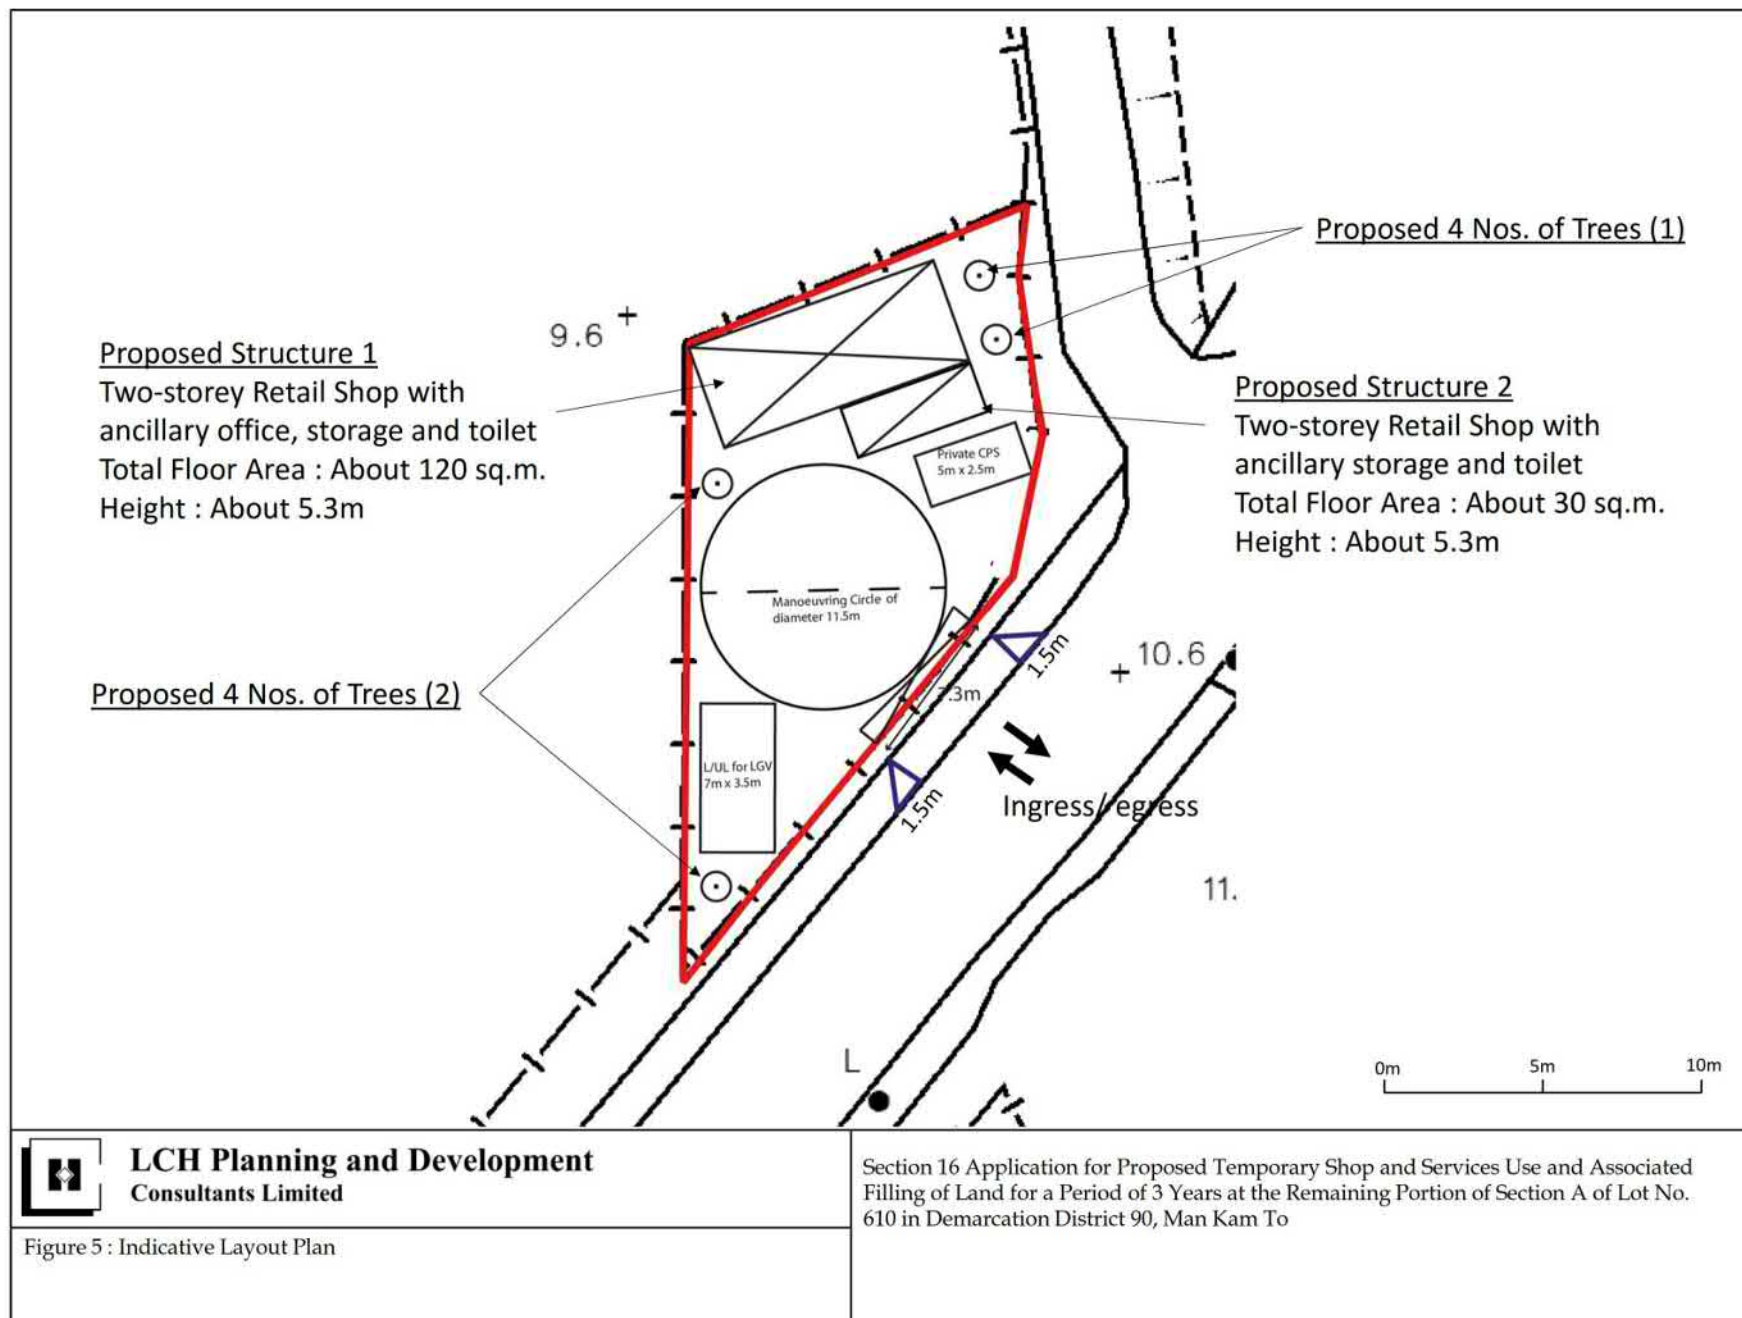 Proposed 4 Nos. of Trees (1)
9.6
Proposed Structure 1
Two-storey Retail Shop with
ancillary office, storage and toilet
Total Floor Area : About 120 sq.m.
Height : About 5.3m
Proposed Structure 2
Two-storey Retail Shop with
ancillary storage and toilet
Total Floor Area : About 30 sq.m.
Height : About 5.3m
Private CPS
5m x 2.5m
Manoeuvring Circle of
diameter 11.5m
Proposed 4 Nos. of Trees (2)
1.5m
10.6
L/UL for LGV
7m x 3.5m
1.5m
Ingress/ egress
11.
L
0m
5m
10m
LCH Planning and Development
Consultants Limited
Figure 5 : Indicative Layout Plan
Section 16 Application for Proposed Temporary Shop and Services Use and Associated
Filling of Land for a Period of 3 Years at the Remaining Portion of Section A of Lot No.
610 in Demarcation District 90, Man Kam To